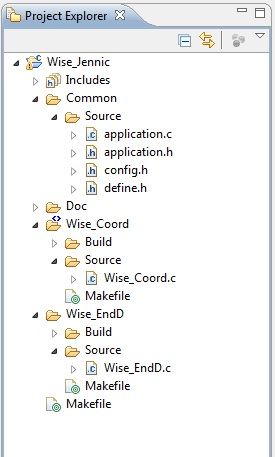 Project Explorer
Wise_Jennic
Includes
Common
Source
application.c
application.h
config.h
define.h
Doc
Wise_Coord
Build
Source
Wise_Coord.c
Makefile
Wise_EndD
Build
Source
Wise_EndD.c
Makefile
Makefile